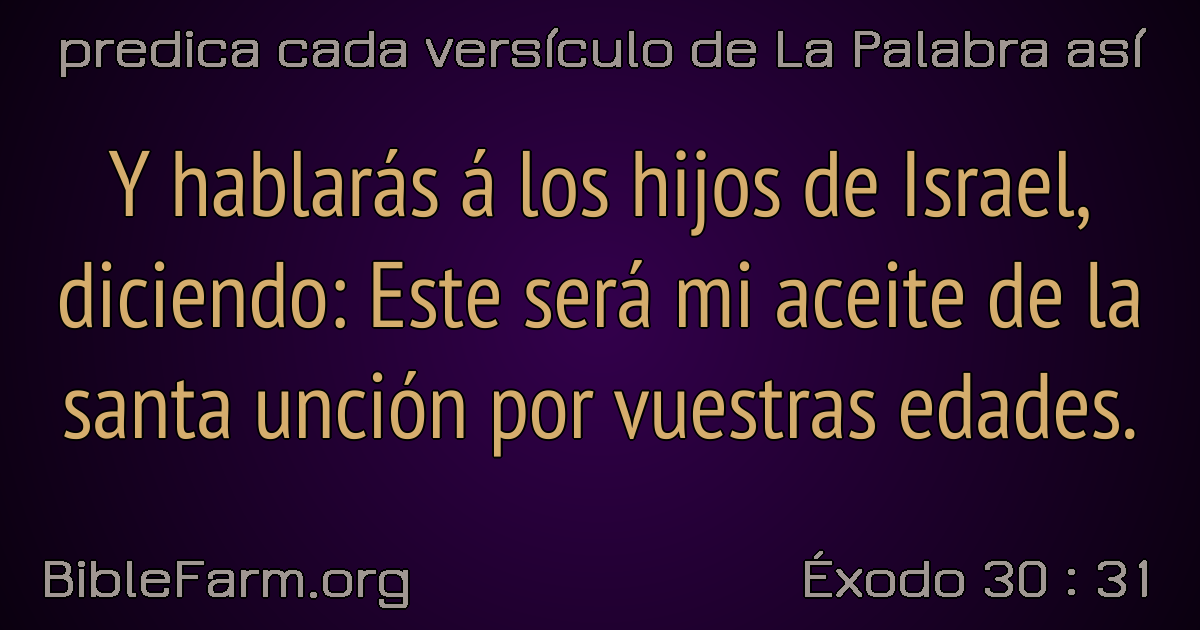 predica cada versículo de La Palabra así
Y hablarás á los hijos de Israel,
diciendo: Este será mi aceite de la
santa unción por vuestras edades.
BibleFarm.org
Éxodo 30 : 31